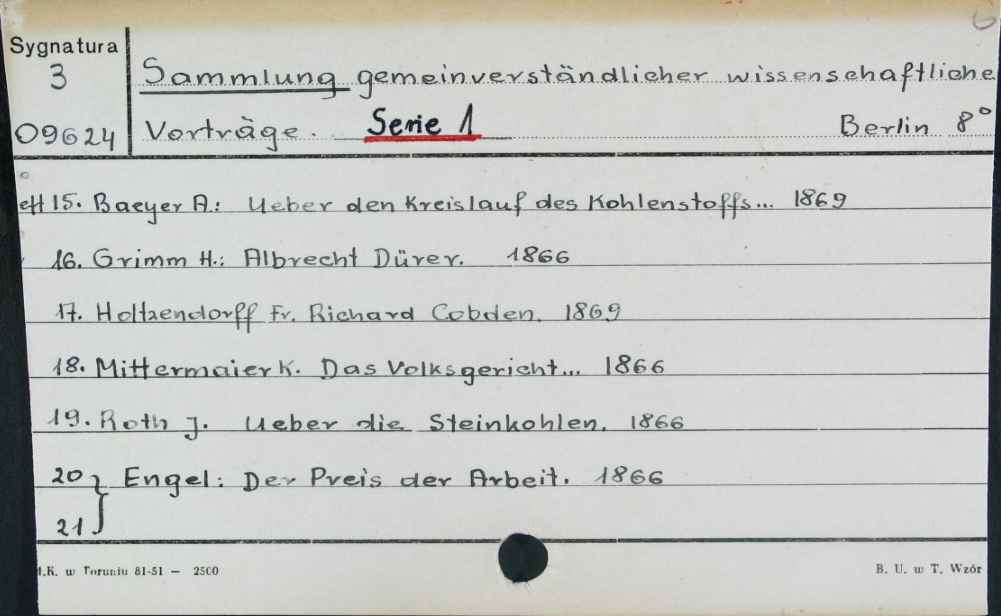 6
Sygnatura
3
09624
Sammlung gemeinverständlicher wissenschaftliche
Vorträge. Serie 1 Berlin 8°
eH 15. Baeyer A.: Ueber den Kreislauf des Kohlenstoffs... 1869
16. Grimm H.: Albrecht Dürer. 1866
17. Holtzendorff Fr. Richard Cobden. 1869
18. Mittermaier K. Das Volksgericht... 1866
19. Roth J. Ueber die Steinkohlen. 1866
20} Engel: Der Preis der Arbeit. 1866
21
.K. w Toruniu 81-51 — 2500
B. U. w T. Wzór